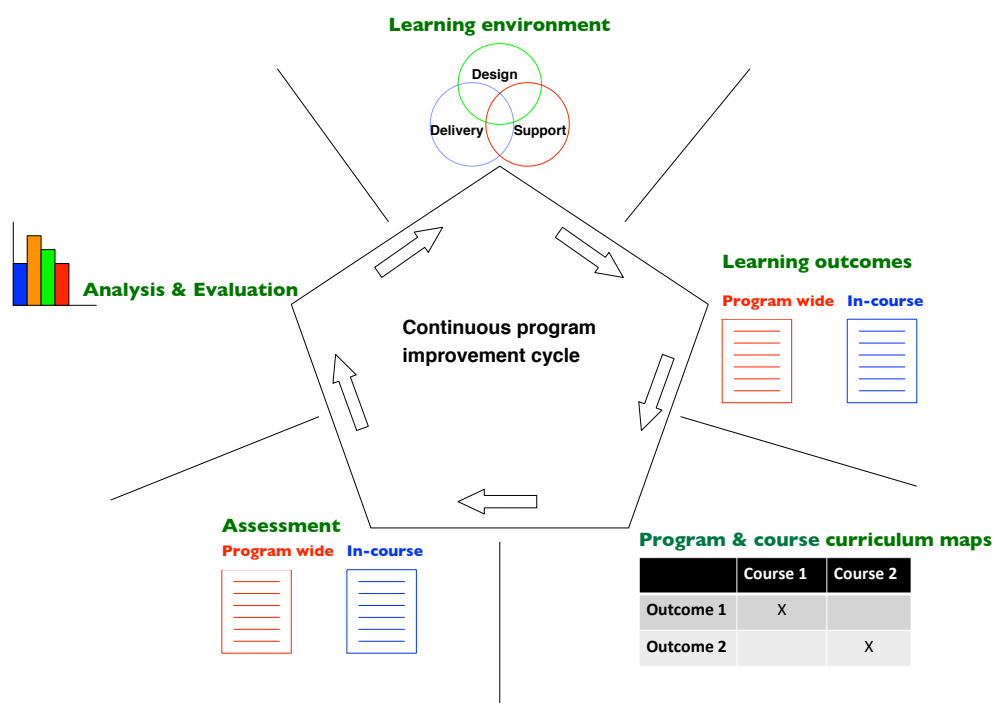 Learning environment
Design
Delivery
Support
Analysis & Evaluation
Learning outcomes
Program wide
In-course
Continuous program
improvement cycle
Assessment
Program wide
In-course
Program & course curriculum maps
Course 1
Course 2
Outcome 1
X
Outcome 2
X